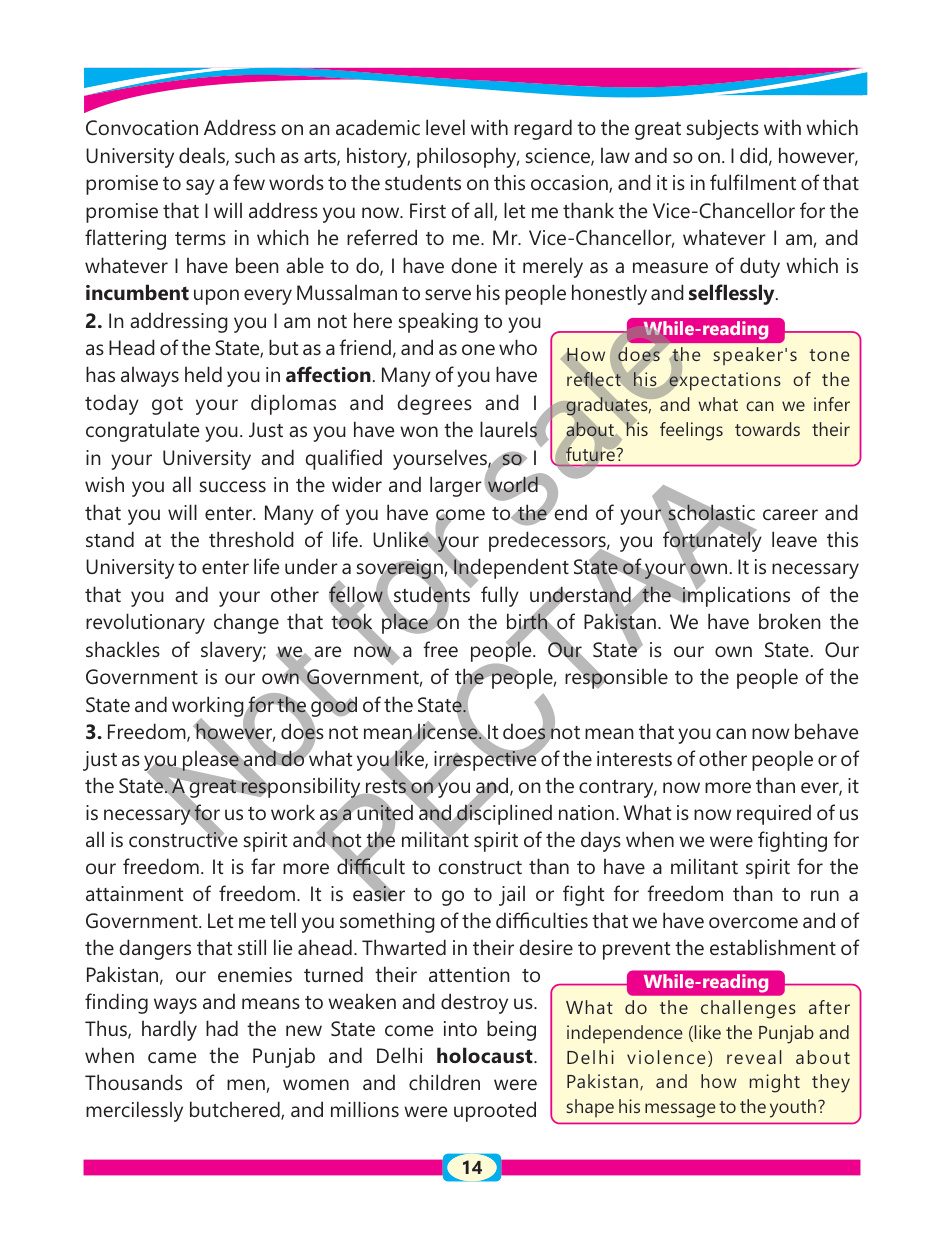 Convocation Address on an academic level with regard to the great subjects with which
University deals, such as arts, history, philosophy, science, law and so on. I did, however,
promise to say a few words to the students on this occasion, and it is in fulfilment of that
promise that I will address you now. First of all, let me thank the Vice-Chancellor for the
flattering terms in which he referred to me. Mr. Vice-Chancellor, whatever I am, and
whatever I have been able to do, I have done it merely as a measure of duty which is
incumbent upon every Mussalman to serve his people honestly and selflessly.
2. In addressing you I am not here speaking to you
as Head of the State, but as a friend, and as one who
has always held you in affection. Many of you have
today got your diplomas and degrees and I
congratulate you. Just as you have won the laurels
in your University and qualified yourselves, so I
wish you all success in the wider and larger world
While-reading
How does the speaker's tone
reflect his expectations of the
graduates, and what can we infer
about his feelings towards their
future?
that you will enter. Many of you have come to the end of your scholastic career and
stand at the threshold of life. Unlike your predecessors, you fortunately leave this
University to enter life under a sovereign, Independent State of your own. It is necessary
that you and your other fellow students fully understand the implications of the
revolutionary change that took place on the birth of Pakistan. We have broken the
shackles of slavery; we are now a free people. Our State is our own State. Our
Government is our own Government, of the people, responsible to the people of the
State and working for the good of the State.
3. Freedom, however, does not mean license. It does not mean that you can now behave
just as you please and do what you like, irrespective of the interests of other people or of
the State. A great responsibility rests on you and, on the contrary, now more than ever, it
is necessary for us to work as a united and disciplined nation. What is now required of us
all is constructive spirit and not the militant spirit of the days when we were fighting for
our freedom. It is far more difficult to construct than to have a militant spirit for the
attainment of freedom. It is easier to go to jail or fight for freedom than to run a
Government. Let me tell you something of the difficulties that we have overcome and of
the dangers that still lie ahead. Thwarted in their desire to prevent the establishment of
Pakistan, our enemies turned their attention to
finding ways and means to weaken and destroy us.
Thus, hardly had the new State come into being
when came the Punjab and Delhi holocaust.
Thousands of men, women and children were
mercilessly butchered, and millions were uprooted
While-reading
What do the challenges after
independence (like the Punjab and
Delhi violence) reveal about
Pakistan, and how might they
shape his message to the youth?
Not for sale
PECTAA
14